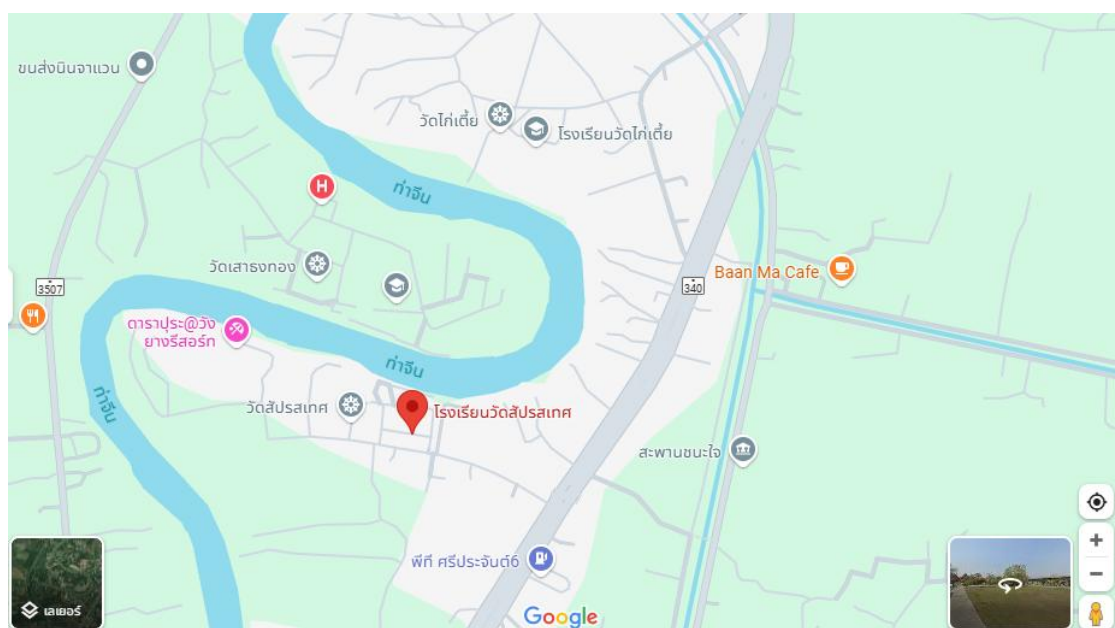 ขนส่งนินจาแวน
วัดไก่เตี้ย
โรงเรียนวัดไก่เตี้ย
ท่าจีน
H
วัดเสาธงทอง
Baan Ma Cafe
3507
340
ดาราปุระ@วัง
ยางรีสอร์ท
ท่าจีน
ท่าจีน
วัดสัปรสเทศ
โรงเรียนวัดสัปรสเทศ
สะพานชนะใจ
พีที ศรีประจันต์6
เลเยอร์
Google